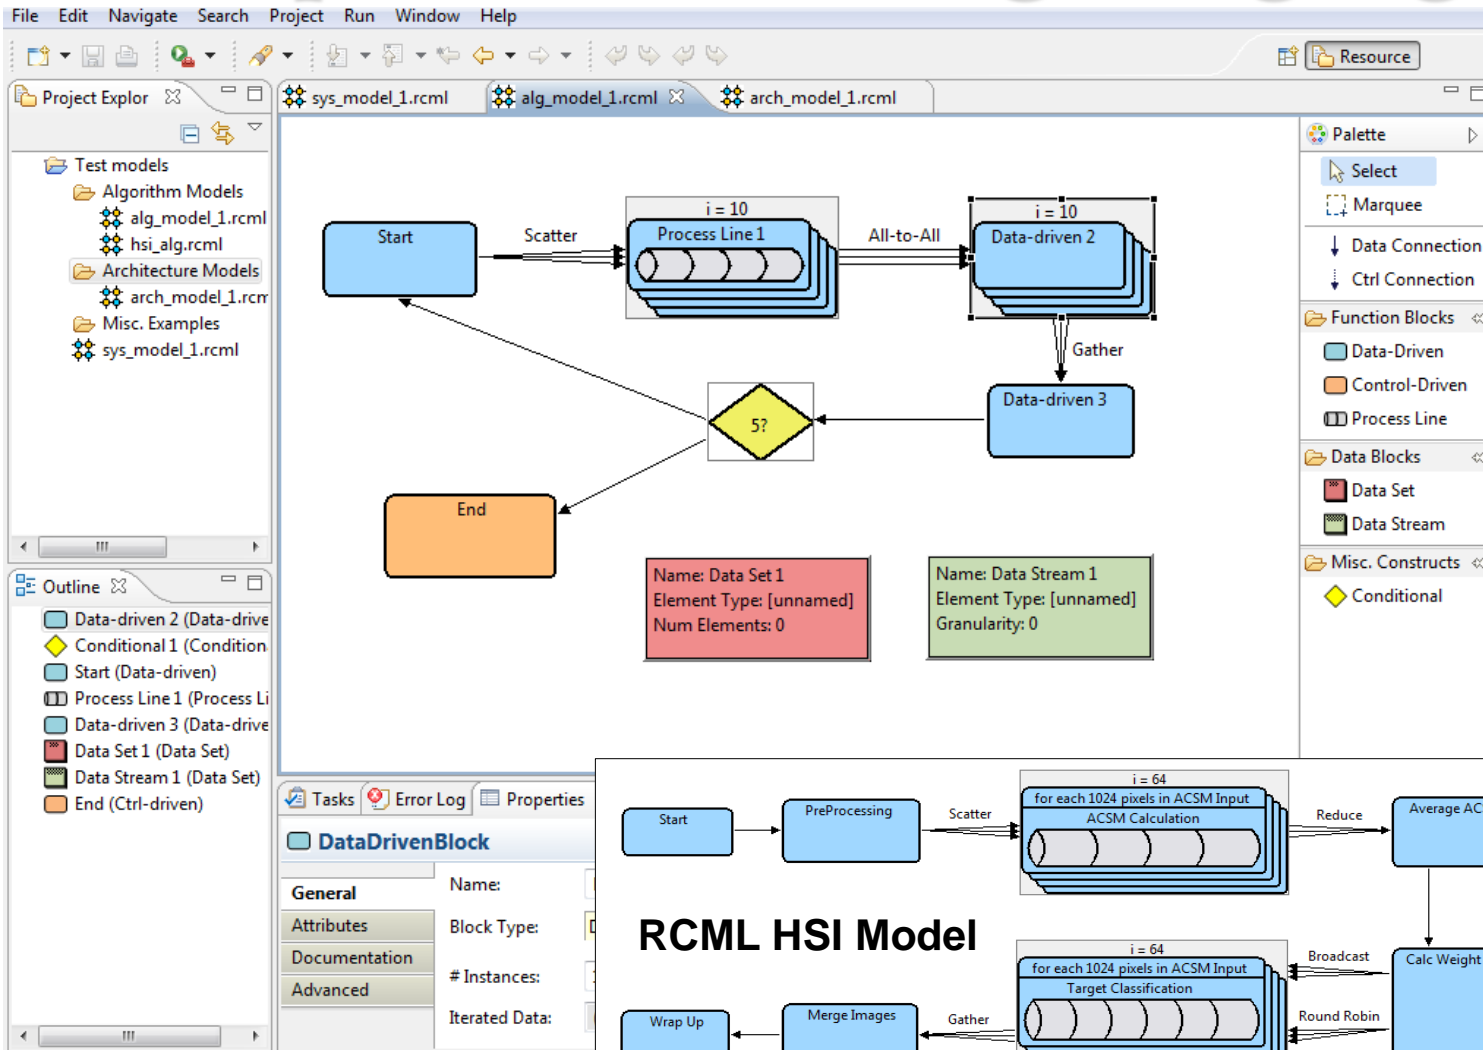 File Edit Navigate Search Project Run Window Help
Resource
Project Explor
sys_model_1.rcml
alg_model_1.rcml
arch_model_1.rcml
Test models
Algorithm Models
alg_model_1.rcml
hsi_alg.rcml
Architecture Models
arch_model_1.rcm
Misc. Examples
sys_model_1.rcml
i = 10
Start
Scatter
Process Line 1
All-to-All
i = 10
Data-driven 2
Gather
Data-driven 3
5?
End
Name: Data Set 1
Element Type: [unnamed]
Num Elements: 0
Name: Data Stream 1
Element Type: [unnamed]
Granularity: 0
Palette
Select
Marquee
Data Connection
Ctrl Connection
Function Blocks
Data-Driven
Control-Driven
Process Line
Data Blocks
Data Set
Data Stream
Misc. Constructs
Conditional
Outline
Data-driven 2 (Data-drive
Conditional 1 (Condition
Start (Data-driven)
Process Line 1 (Process Li
Data-driven 3 (Data-drive
Data Set 1 (Data Set)
Data Stream 1 (Data Set)
End (Ctrl-driven)
Tasks Error Log Properties
DataDrivenBlock
General
Attributes
Documentation
Advanced
Name:
Block Type:
# Instances:
Iterated Data:
i = 64
Start
PreProcessing
Scatter
for each 1024 pixels in ACSM Input
ACSM Calculation
Reduce
Average AC
RCML HSI Model
i = 64
for each 1024 pixels in ACSM Input
Target Classification
Broadcast
Calc Weight
Round Robin
Gather
Merge Images
Wrap Up